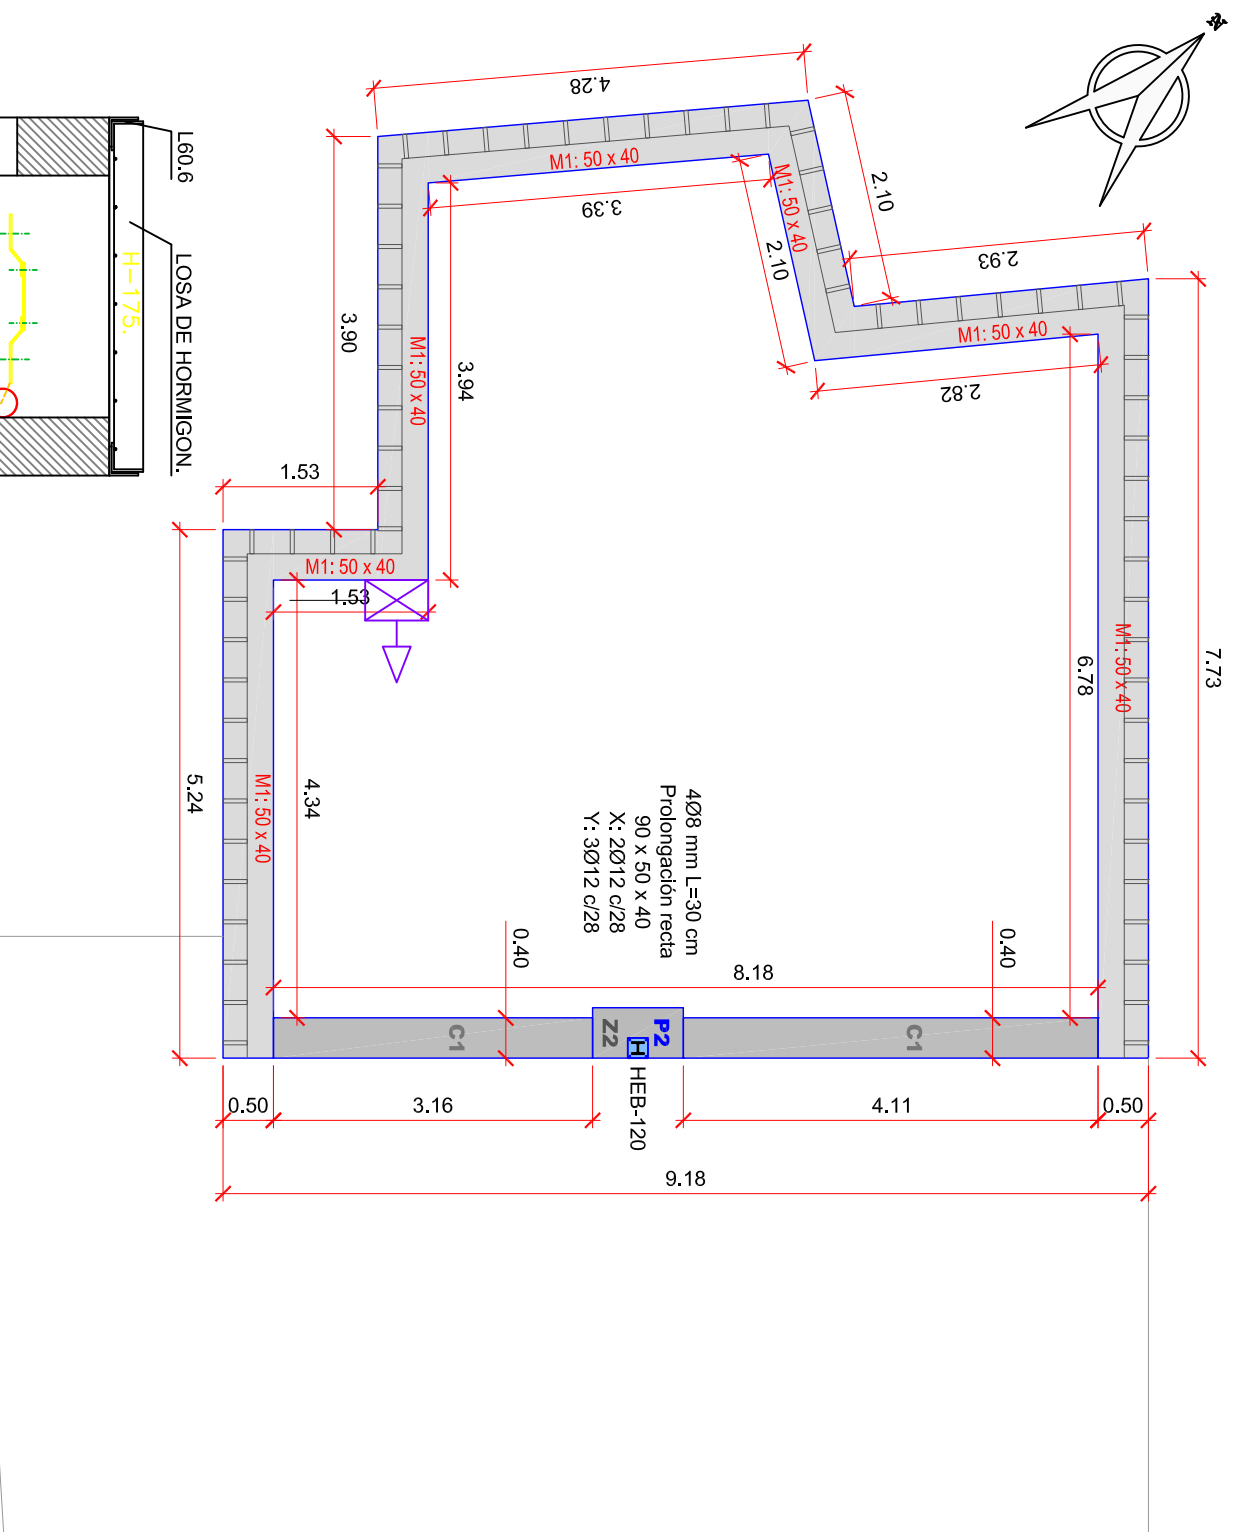 N
4.28
2.10
2.93
M1: 50 x 40
3.39
M1: 50 x 40
2.10
M1: 50 x 40
2.82
L60.6
LOSA DE HORMIGON.
H-175.
3.90
M1: 50 x 40
3.94
1.53
M1: 50 x 40
1.53
7.73
M1: 50 x 40
6.78
5.24
M1: 50 x 40
4.34
4Ø8 mm L=30 cm
Prolongación recta
90 x 50 x 40
X: 2Ø12 c/28
Y: 3Ø12 c/28
0.40
0.40
8.18
C1
Z2
P2
C1
H
HEB-120
0.50
3.16
4.11
0.50
9.18